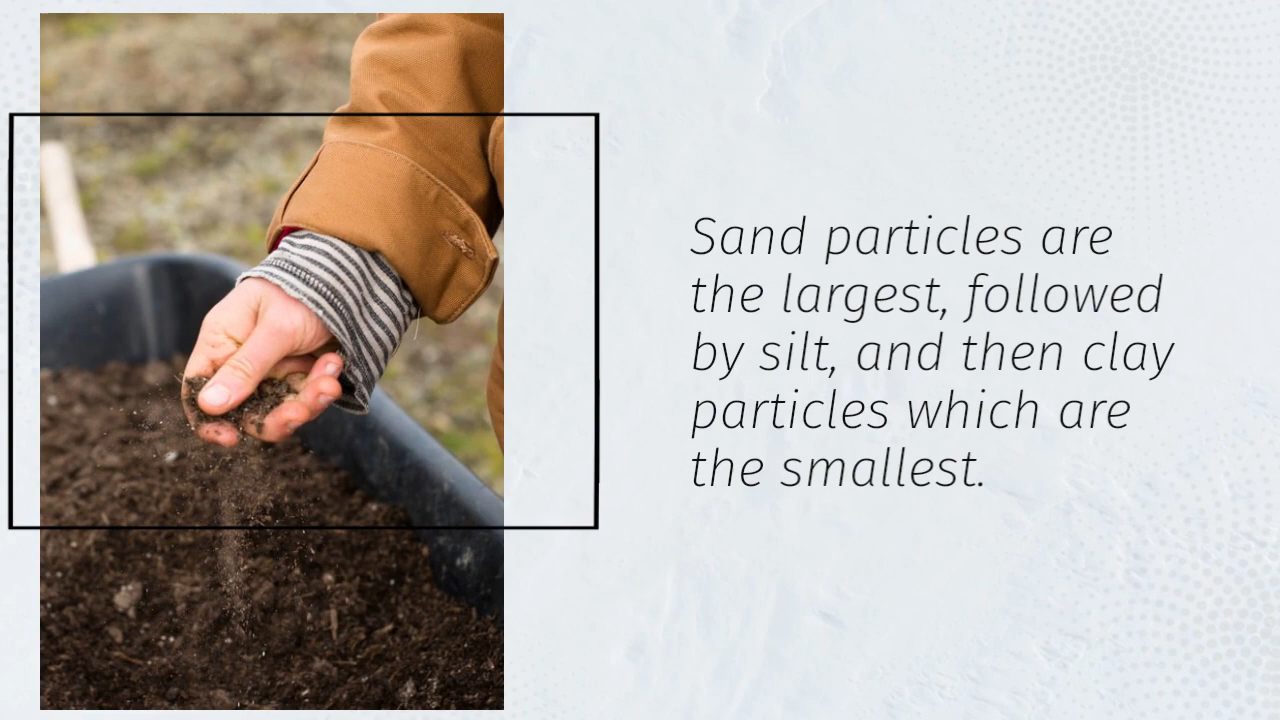 Sand particles are
the largest, followed
by silt, and then clay
particles which are
the smallest.